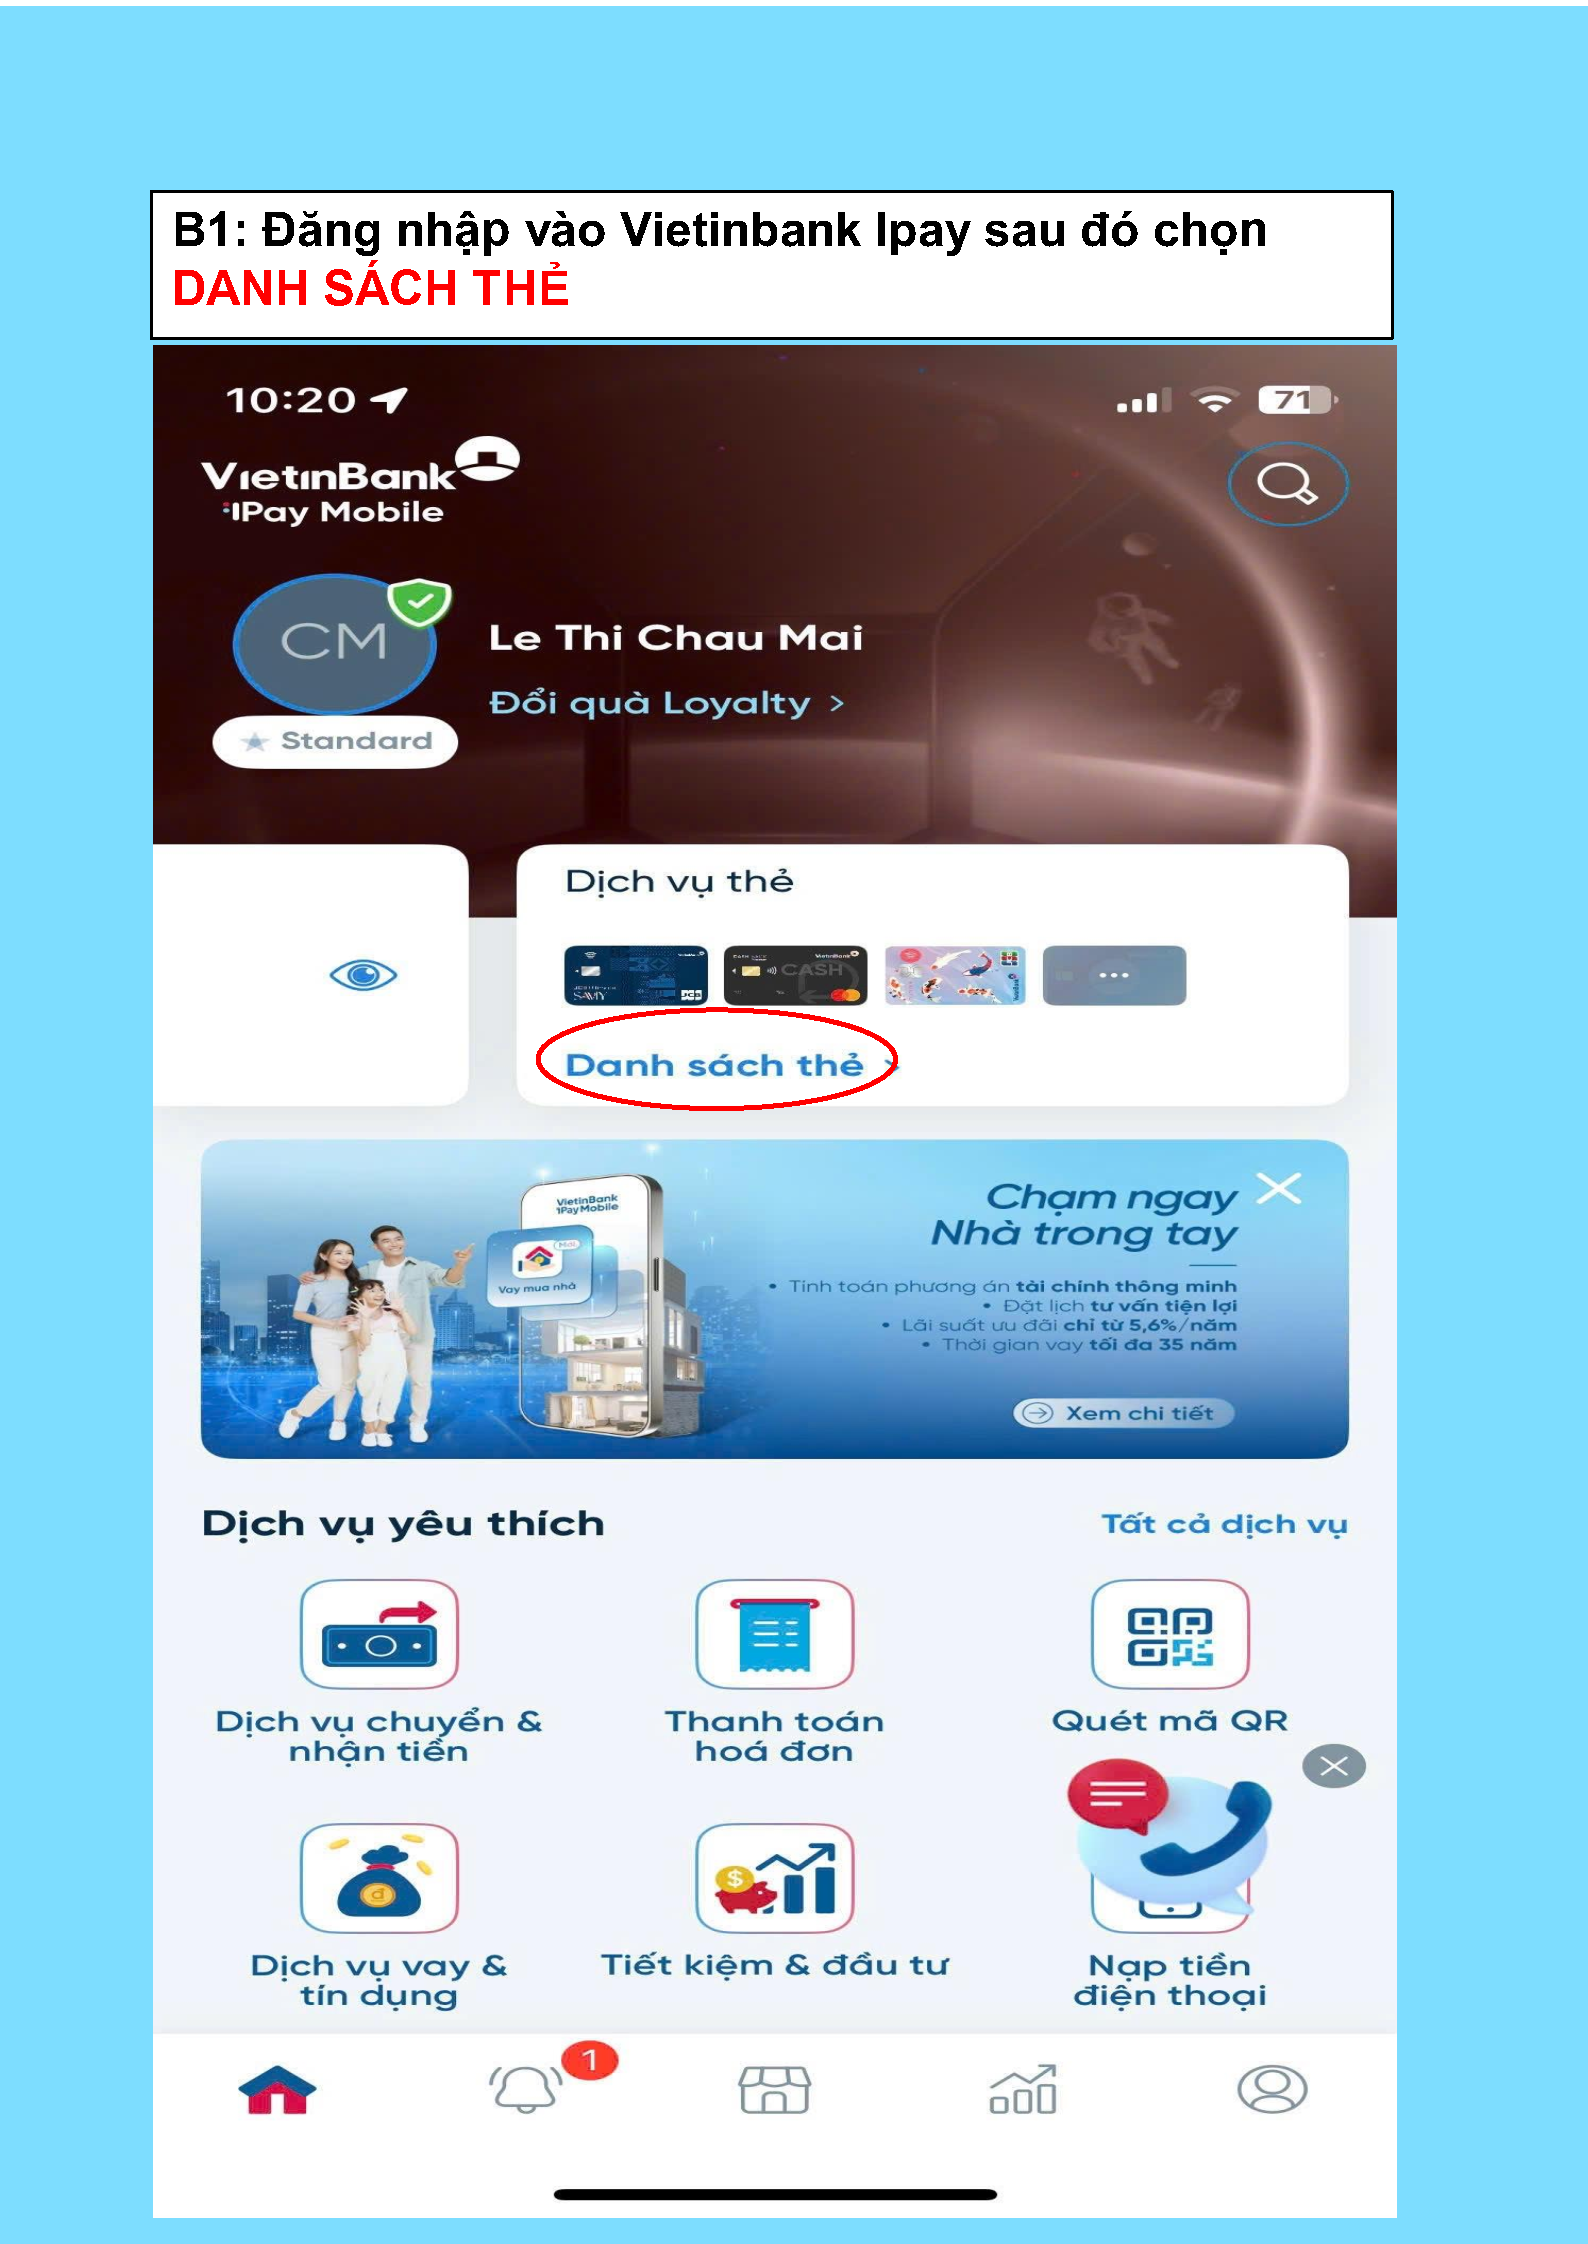 B1: Đăng nhập vào Vietinbank Ipay sau đó chọn
DANH SÁCH THẺ
10:20
71
VietinBank
iPay Mobile
CM
Le Thi Chau Mai
Đổi quà Loyalty >
Standard
Dịch vụ thẻ
VietinBank
CASH
JCB
Danh sách thẻ >
Chạm ngay
Nhà trong tay
VietinBank
iPay Mobile
Mới
Vay mua nhà
• Tính toán phương án tài chính thông minh
• Đặt lịch tư vấn tiện lợi
• Lãi suất ưu đãi chỉ từ 5,6%/năm
• Thời gian vay tối đa 35 năm
Xem chi tiết
Dịch vụ yêu thích
Tất cả dịch vụ
Dịch vụ chuyển &
nhận tiền
Thanh toán
hoá đơn
Quét mã QR
Dịch vụ vay &
tín dụng
Tiết kiệm & đầu tư
Nạp tiền
điện thoại
1